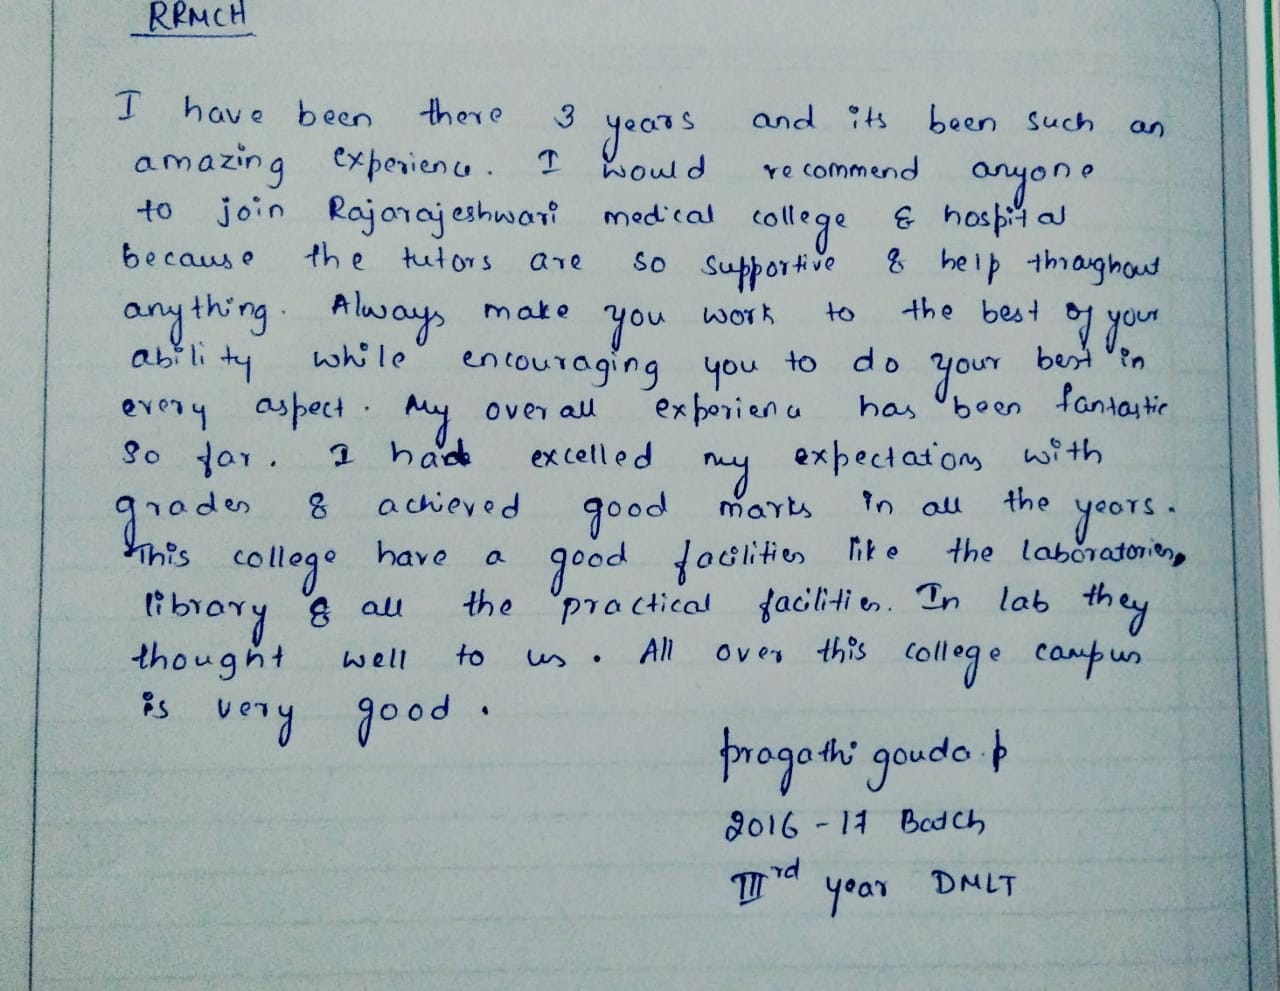 RRMCH
I have been there 3 years and its been such an
amazing experience. I would recommend anyone
to join Rajarajeshwari medical college & hospital
because the tutors are so supportive & help throughout
anything. Always make you work to the best of your
ability while encouraging you to do your best in
every aspect. My over all experience has been fantastic
so far. I had excelled my expectations with
grades & achieved good marks in all the years.
This college have a good facilities like the laboratories,
library & all the practical facilities. In lab they
thought well to us. All over this college campus
is very good.
pragathi gouda.p
2016-17 Batch
IIIrd year DMLT